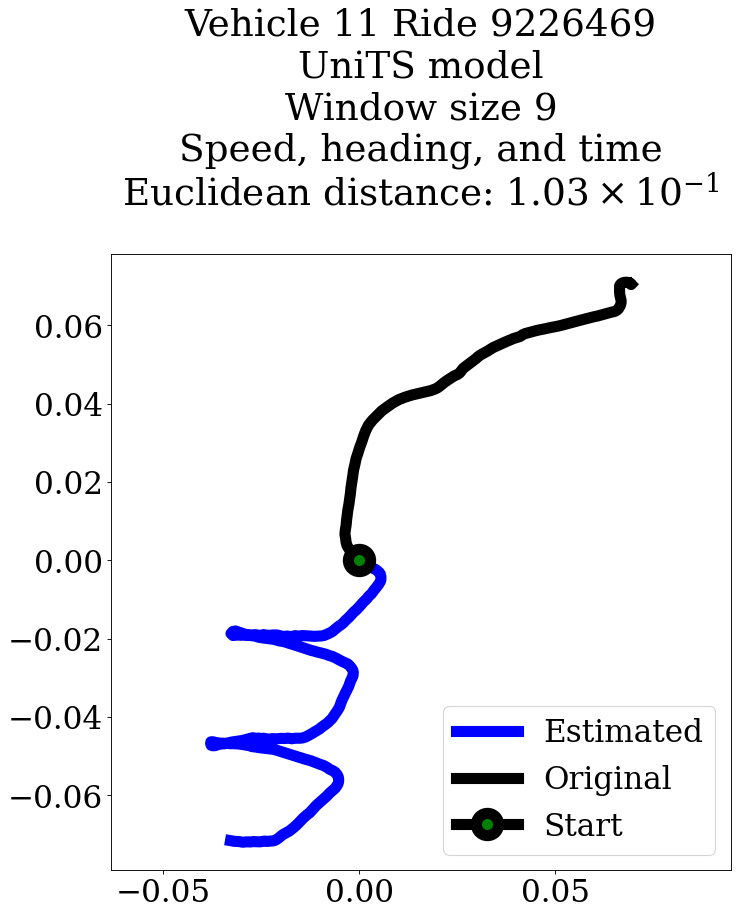 Vehicle 11 Ride 9226469
UniTS model
Window size 9
Speed, heading, and time
Euclidean distance: 1.03 × 10⁻¹
0.06
0.04
0.02
0.00
−0.02
−0.04
−0.06
Estimated
Original
Start
−0.05 0.00 0.05